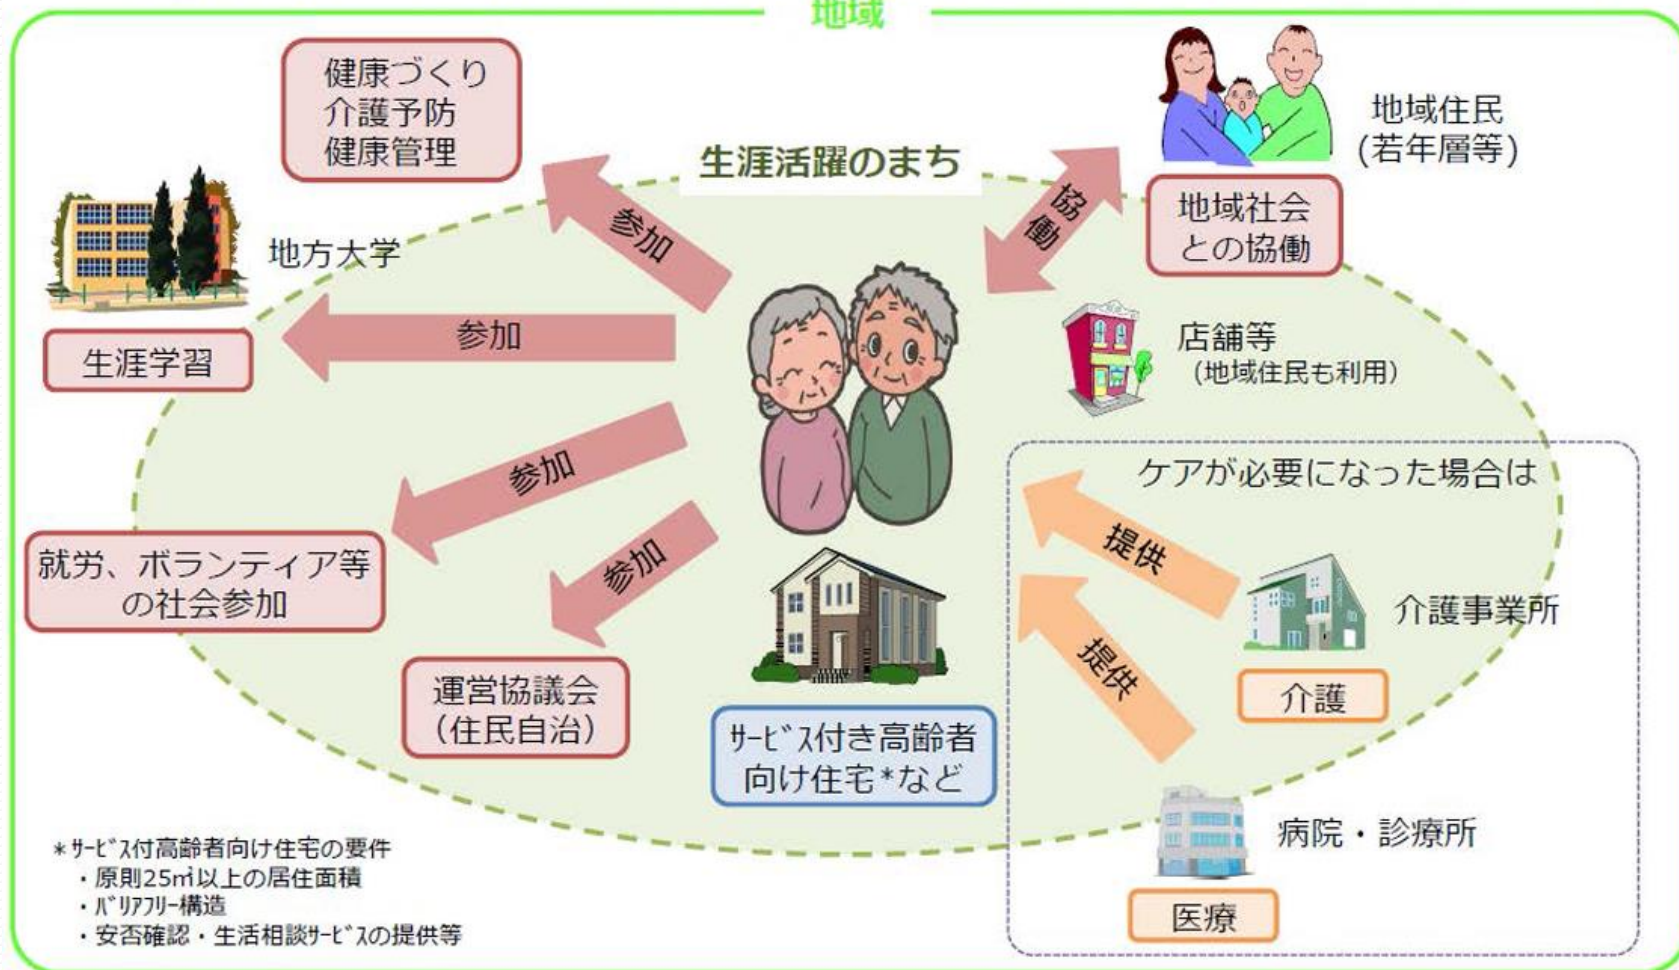 地域
健康づくり
介護予防
健康管理
生涯活躍のまち
地域住民
(若年層等)
協働
地域社会
との協働
参加
地方大学
生涯学習
参加
店舗等
（地域住民も利用）
参加
就労、ボランティア等
の社会参加
参加
運営協議会
（住民自治）
ｻｰﾋﾞｽ付き高齢者
向け住宅*など
ケアが必要になった場合は
提供
介護事業所
介護
提供
病院・診療所
医療
*ｻｰﾋﾞｽ付高齢者向け住宅の要件
・原則25㎡以上の居住面積
・ﾊﾞﾘｱﾌﾘｰ構造
・安否確認・生活相談ｻｰﾋﾞｽの提供等